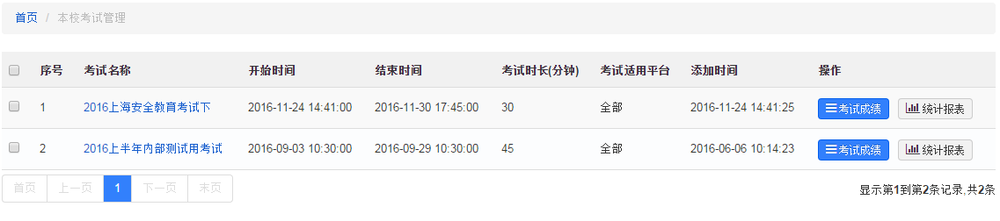 首页 / 本校考试管理
序号 考试名称 开始时间 结束时间 考试时长(分钟) 考试适用平台 添加时间 操作
1 2016上海安全教育考试下 2016-11-24 14:41:00 2016-11-30 17:45:00 30 全部 2016-11-24 14:41:25 考试成绩 统计报表
2 2016上半年内部测试用考试 2016-09-03 10:30:00 2016-09-29 10:30:00 45 全部 2016-06-06 10:14:23 考试成绩 统计报表
首页 上一页 1 下一页 末页 显示第1到第2条记录,共2条